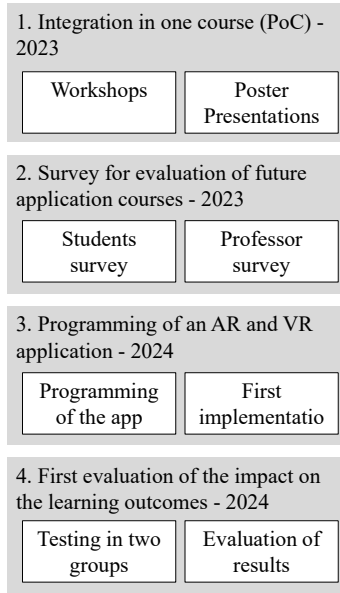 1. Integration in one course (PoC) -
2023
Workshops
Poster
Presentations
2. Survey for evaluation of future
application courses - 2023
Students
survey
Professor
survey
3. Programming of an AR and VR
application - 2024
Programming
of the app
First
implementatio
4. First evaluation of the impact on
the learning outcomes - 2024
Testing in two
groups
Evaluation of
results